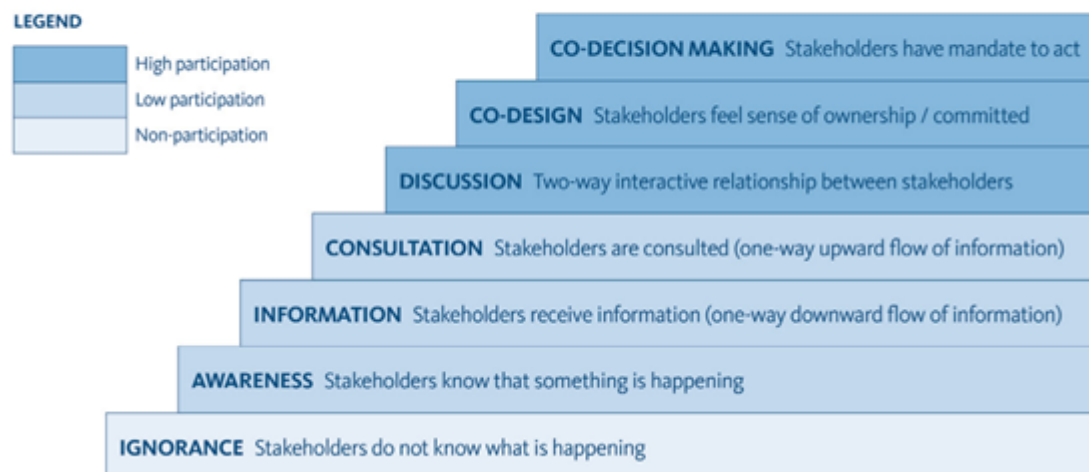 LEGEND
High participation
Low participation
Non-participation
CO-DECISION MAKING Stakeholders have mandate to act
CO-DESIGN Stakeholders feel sense of ownership / committed
DISCUSSION Two-way interactive relationship between stakeholders
CONSULTATION Stakeholders are consulted (one-way upward flow of information)
INFORMATION Stakeholders receive information (one-way downward flow of information)
AWARENESS Stakeholders know that something is happening
IGNORANCE Stakeholders do not know what is happening